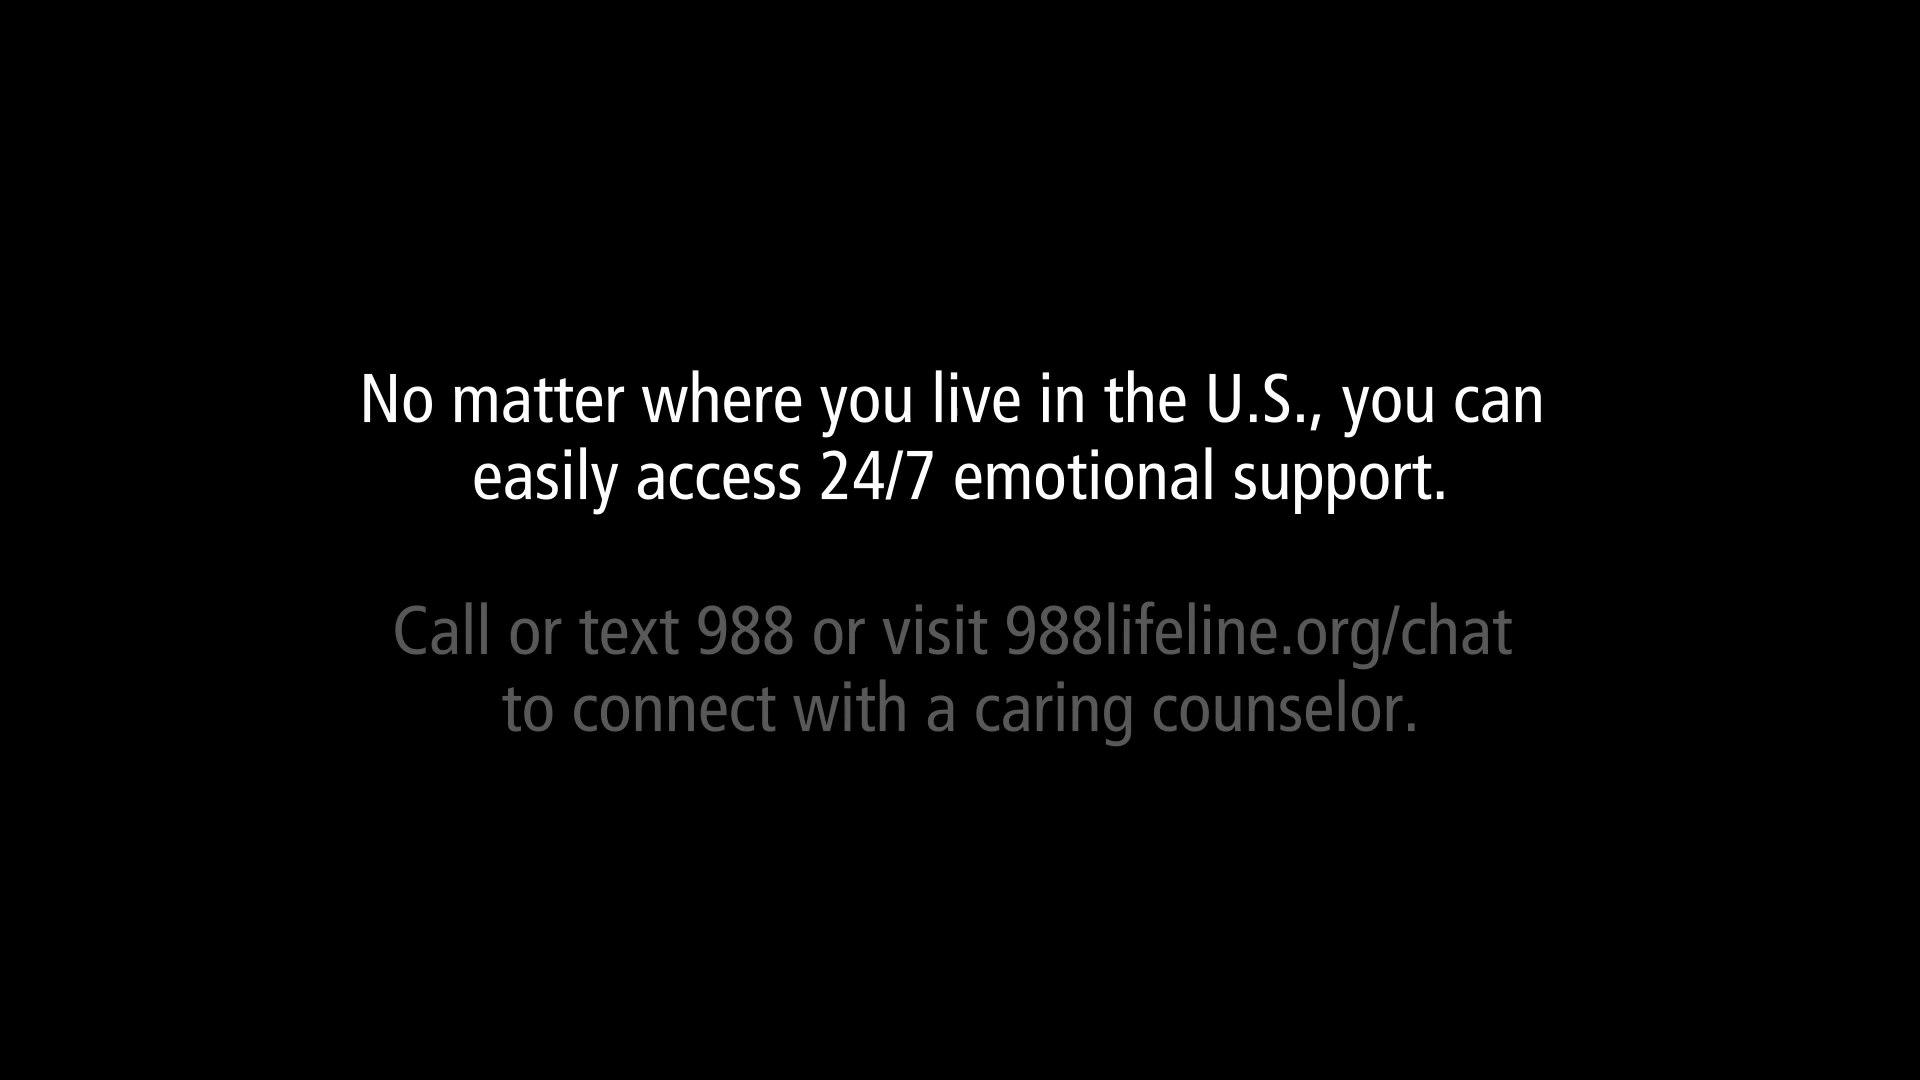 No matter where you live in the U.S., you can
easily access 24/7 emotional support.
Call or text 988 or visit 988lifeline.org/chat
to connect with a caring counselor.